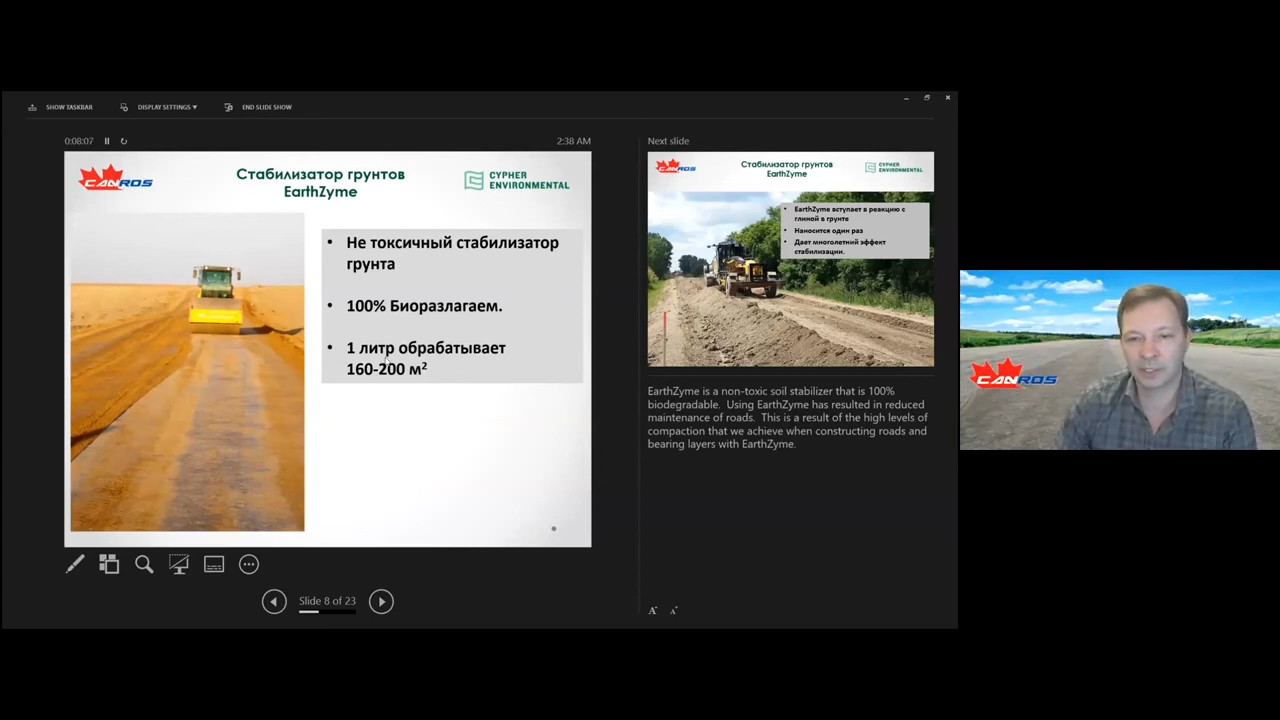 SHOW TASKBAR
DISPLAY SETTINGS ▼
END SLIDE SHOW
0:08:07
2:38 AM
CANROS
Стабилизатор грунтов
EarthZyme
CYPHER
ENVIRONMENTAL
• Не токсичный стабилизатор
грунта
• 100% Биоразлагаем.
• 1 литр обрабатывает
160-200 м²
Slide 8 of 23
Next slide
CANROS
Стабилизатор грунтов
EarthZyme
CYPHER
ENVIRONMENTAL
• EarthZyme вступает в реакцию с
глиной в грунте
• Наносится один раз
• Дает многолетний эффект
стабилизации.
EarthZyme is a non-toxic soil stabilizer that is 100%
biodegradable. Using EarthZyme has resulted in reduced
maintenance of roads. This is a result of the high levels of
compaction that we achieve when constructing roads and
bearing layers with EarthZyme.
A A
CANROS